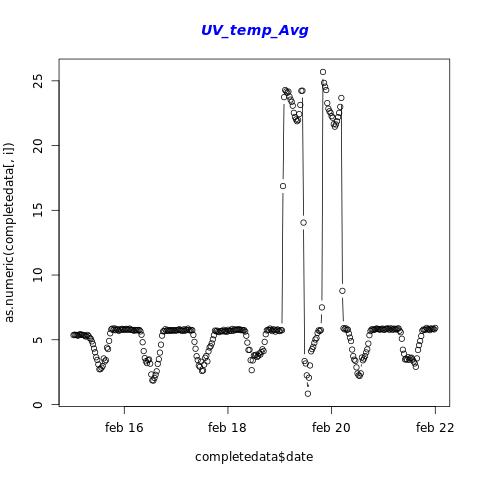 UV_temp_Avg
as.numeric(completedata[, i])
25
20
15
10
5
0
feb 16 feb 18 feb 20 feb 22
completedata$date